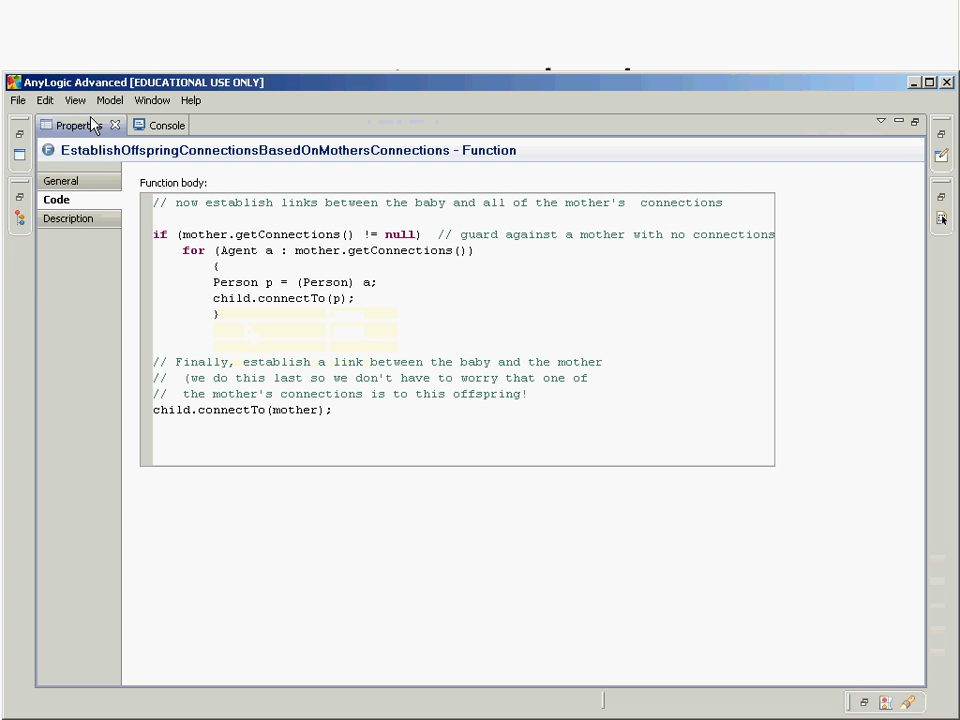 AnyLogic Advanced [EDUCATIONAL USE ONLY]
File Edit View Model Window Help
Properties Console
EstablishOffspringConnectionsBasedOnMothersConnections - Function
General
Code
Description
Function body:
// now establish links between the baby and all of the mother's  connections
if (mother.getConnections() != null)  // guard against a mother with no connections
for (Agent a : mother.getConnections())
{
Person p = (Person) a;
child.connectTo(p);
}
// Finally, establish a link between the baby and the mother
//  (we do this last so we don't have to worry that one of
//  the mother's connections is to this offspring!
child.connectTo(mother);